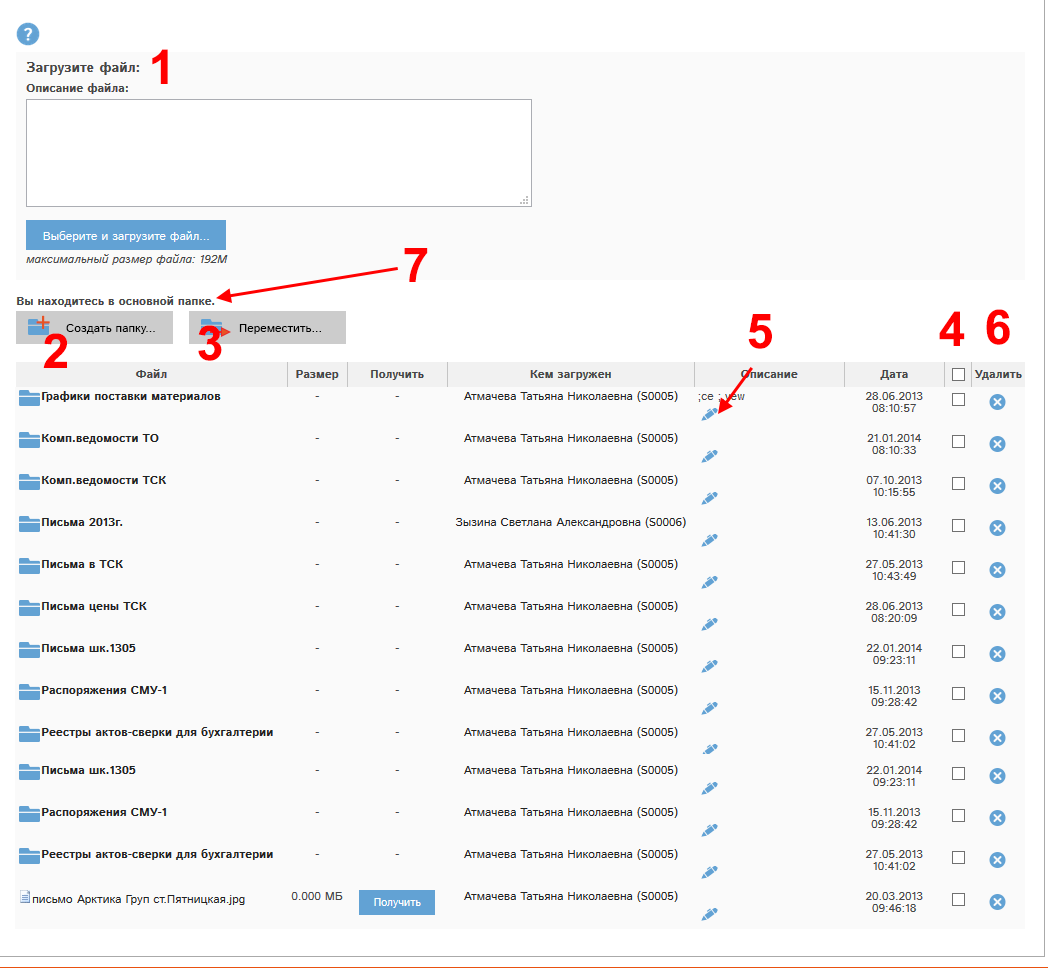 ?
Загрузите файл: 1
Описание файла:
Выберите и загрузите файл...
максимальный размер файла: 192М
7
Вы находитесь в основной папке.
Создать папку... Переместить...
2 3 5 4 6
Файл Размер Получить Кем загружен Описание Дата Удалить
Графики поставки материалов - - Атмачева Татьяна Николаевна (S0005) ;се ; vew 28.06.2013
08:10:57
Комп.ведомости ТО - - Атмачева Татьяна Николаевна (S0005) 21.01.2014
08:10:33
Комп.ведомости ТСК - - Атмачева Татьяна Николаевна (S0005) 07.10.2013
10:15:55
Письма 2013г. - - Зызина Светлана Александровна (S0006) 13.06.2013
10:41:30
Письма в ТСК - - Атмачева Татьяна Николаевна (S0005) 27.05.2013
10:43:49
Письма цены ТСК - - Атмачева Татьяна Николаевна (S0005) 28.06.2013
08:20:09
Письма шк.1305 - - Атмачева Татьяна Николаевна (S0005) 22.01.2014
09:23:11
Распоряжения СМУ-1 - - Атмачева Татьяна Николаевна (S0005) 15.11.2013
09:28:42
Реестры актов-сверки для бухгалтерии - - Атмачева Татьяна Николаевна (S0005) 27.05.2013
10:41:02
Письма шк.1305 - - Атмачева Татьяна Николаевна (S0005) 22.01.2014
09:23:11
Распоряжения СМУ-1 - - Атмачева Татьяна Николаевна (S0005) 15.11.2013
09:28:42
Реестры актов-сверки для бухгалтерии - - Атмачева Татьяна Николаевна (S0005) 27.05.2013
10:41:02
письмо Арктика Груп ст.Пятницкая.jpg 0.000 МБ Получить Атмачева Татьяна Николаевна (S0005) 20.03.2013
09:46:18